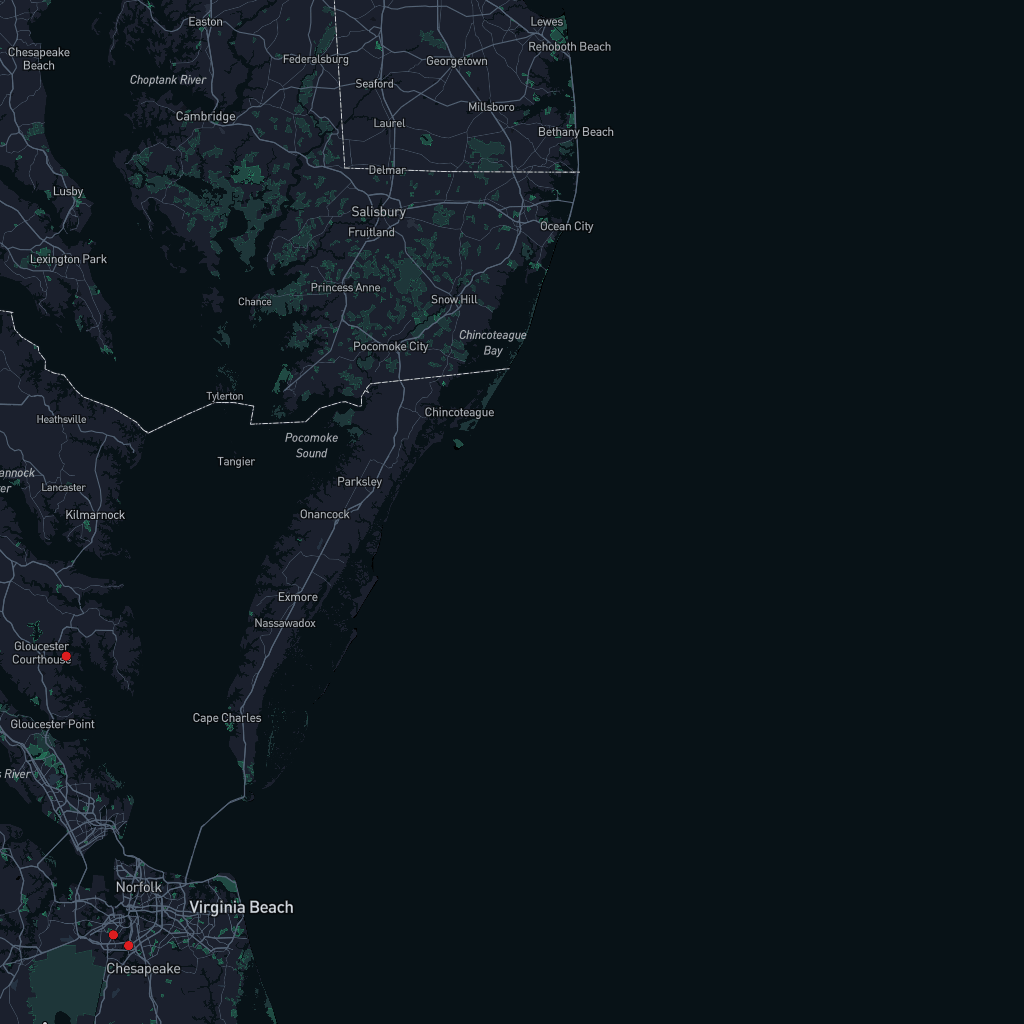 Easton
Lewes
Rehoboth Beach
Chesapeake
Beach
Federalsburg
Georgetown
Choptank River
Seaford
Millsboro
Cambridge
Laurel
Bethany Beach
Delmar
Lusby
Salisbury
Fruitland
Ocean City
Lexington Park
Princess Anne
Chance
Snow Hill
Chincoteague
Bay
Pocomoke City
Tylerton
Chincoteague
Heathsville
Pocomoke
Sound
Tangier
annock
er
Parksley
Lancaster
Kilmarnock
Onancock
Exmore
Nassawadox
Gloucester
Courthouse
Cape Charles
Gloucester Point
s River
Norfolk
Virginia Beach
Chesapeake